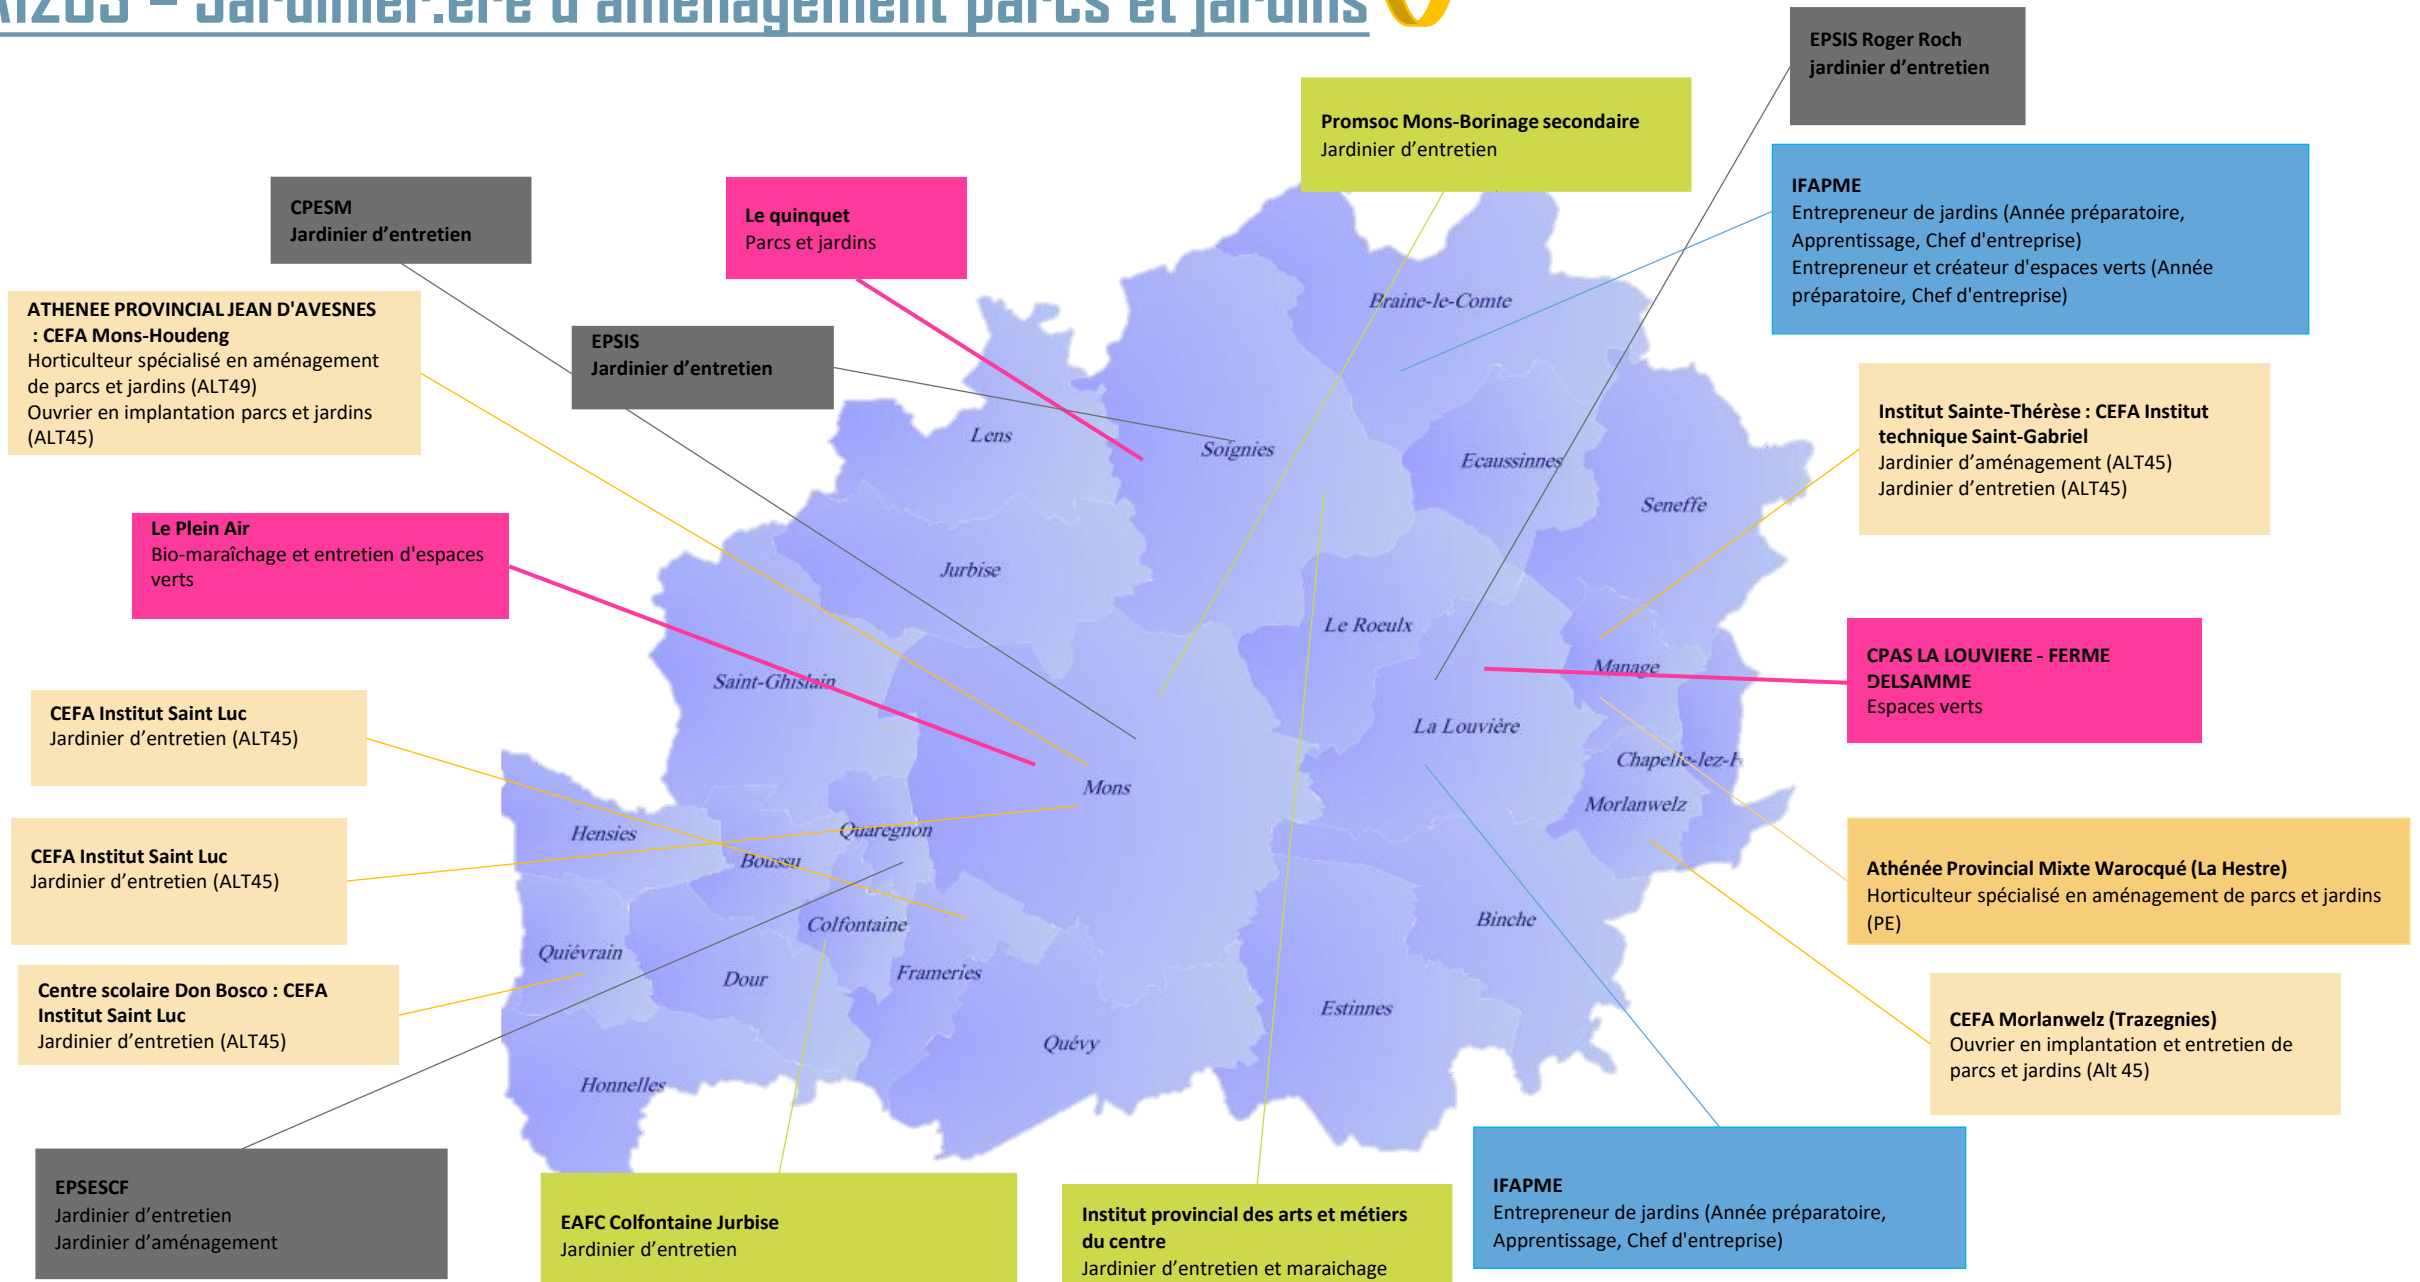 A1203 – Jardinier.ère d'aménagement parcs et jardins
EPSIS Roger Roch
jardinier d'entretien
Promsoc Mons-Borinage secondaire
Jardinier d'entretien
IFAPME
Entrepreneur de jardins (Année préparatoire,
Apprentissage, Chef d'entreprise)
Entrepreneur et créateur d'espaces verts (Année
préparatoire, Chef d'entreprise)
CPESM
Jardinier d'entretien
Le quinquet
Parcs et jardins
ATHENEE PROVINCIAL JEAN D'AVESNES
: CEFA Mons-Houdeng
Horticulteur spécialisé en aménagement
de parcs et jardins (ALT49)
Ouvrier en implantation parcs et jardins
(ALT45)
EPSIS
Jardinier d'entretien
Institut Sainte-Thérèse : CEFA Institut
technique Saint-Gabriel
Jardinier d'aménagement (ALT45)
Jardinier d'entretien (ALT45)
Le Plein Air
Bio-maraîchage et entretien d'espaces
verts
CPAS LA LOUVIERE - FERME
DELSAMME
Espaces verts
CEFA Institut Saint Luc
Jardinier d'entretien (ALT45)
CEFA Institut Saint Luc
Jardinier d'entretien (ALT45)
Athénée Provincial Mixte Warocqué (La Hestre)
Horticulteur spécialisé en aménagement de parcs et jardins
(PE)
Centre scolaire Don Bosco : CEFA
Institut Saint Luc
Jardinier d'entretien (ALT45)
CEFA Morlanwelz (Trazegnies)
Ouvrier en implantation et entretien de
parcs et jardins (Alt 45)
EPSESCF
Jardinier d'entretien
Jardinier d'aménagement
EAFC Colfontaine Jurbise
Jardinier d'entretien
Institut provincial des arts et métiers
du centre
Jardinier d'entretien et maraichage
IFAPME
Entrepreneur de jardins (Année préparatoire,
Apprentissage, Chef d'entreprise)
Braine-le-Comte
Lens
Soignies
Ecaussinnes
Seneffe
Jurbise
Le Roeulx
Manage
Saint-Ghislain
La Louvière
Chapelle-lez-H
Mons
Morlanwelz
Hensies
Quaregnon
Boussu
Colfontaine
Binche
Quiévrain
Dour
Frameries
Estinnes
Quévy
Honnelles